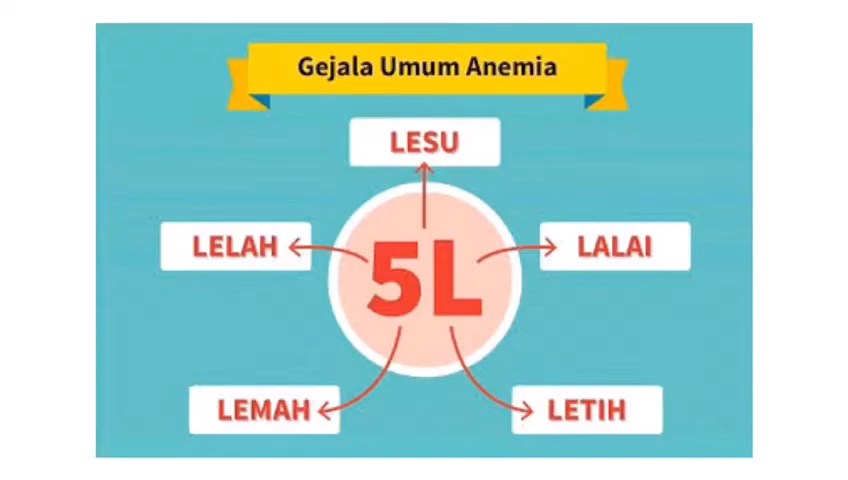 Gejala Umum Anemia
LESU
LELAH
5L
LALAI
LEMAH
LETIH